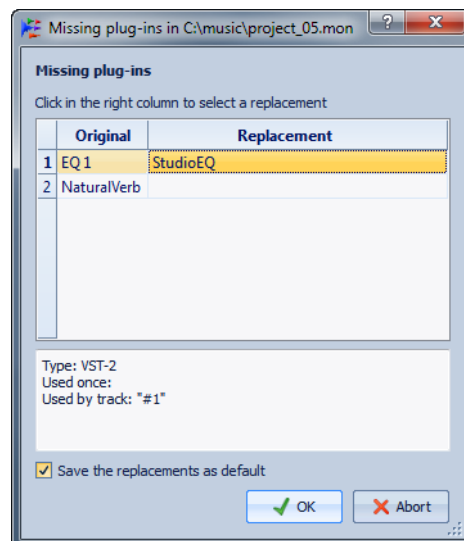 Missing plug-ins in C:\music\project_05.mon
?
X
Missing plug-ins
Click in the right column to select a replacement
Original Replacement
1 EQ 1 StudioEQ
2 NaturalVerb
Type: VST-2
Used once:
Used by track: "#1"
Save the replacements as default
OK Abort